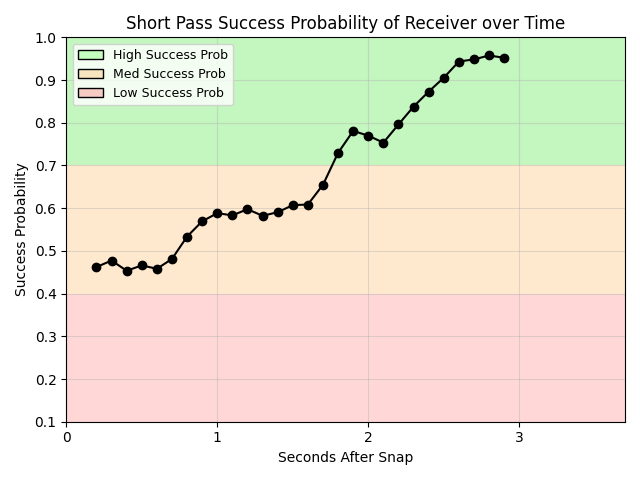 Short Pass Success Probability of Receiver over Time
1.0
0.9
0.8
0.7
0.6
0.5
0.4
0.3
0.2
0.1
Success Probability
High Success Prob
Med Success Prob
Low Success Prob
0
1
2
3
Seconds After Snap